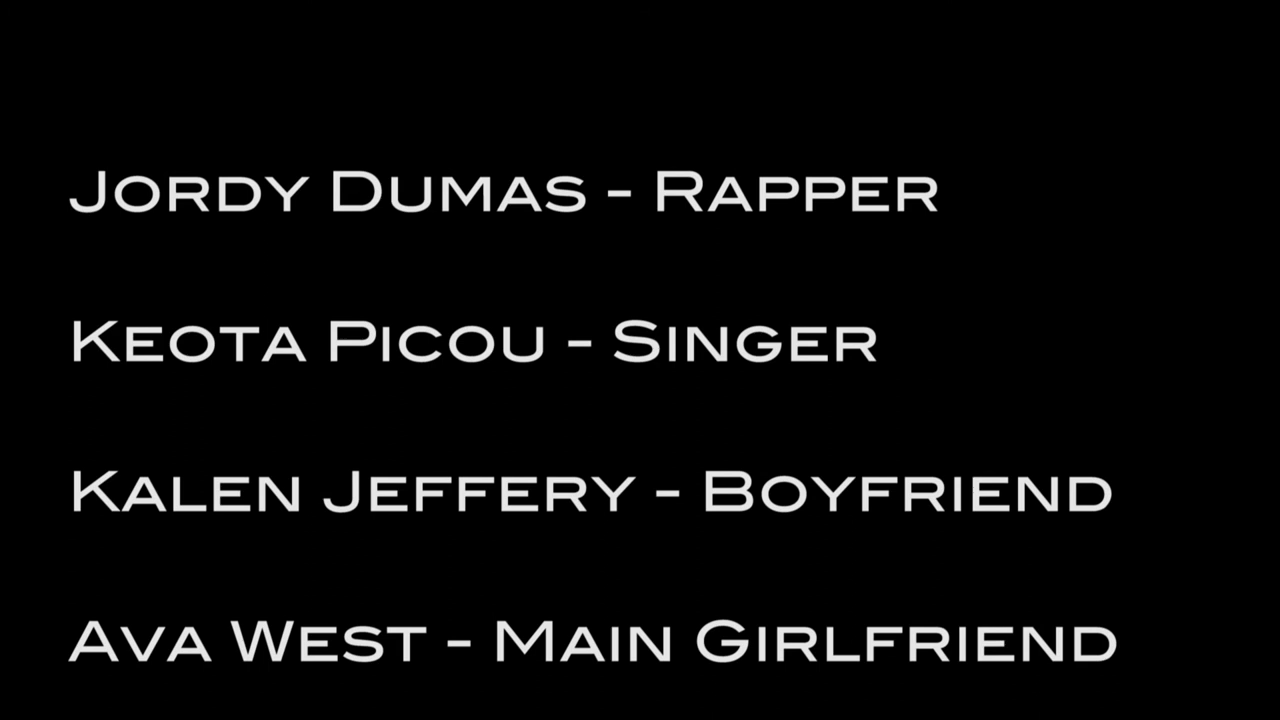 Jordy Dumas - Rapper
Keota Picou - Singer
Kalen Jeffery - Boyfriend
Ava West - Main Girlfriend